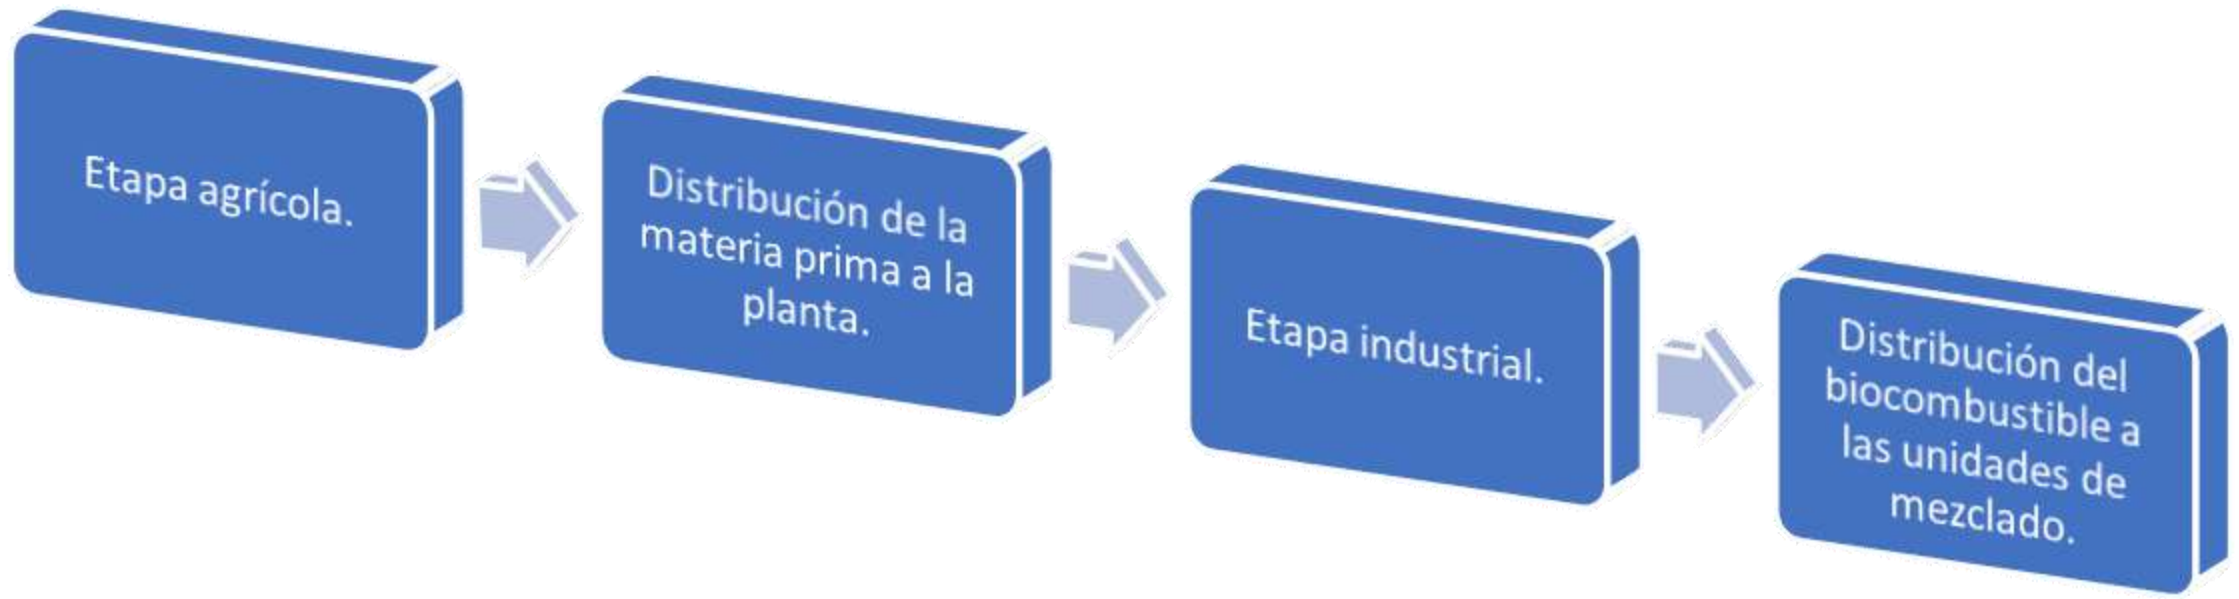 Etapa agrícola.
Distribución de la
materia prima a la
planta.
Etapa industrial.
Distribución del
biocombustible a
las unidades de
mezclado.